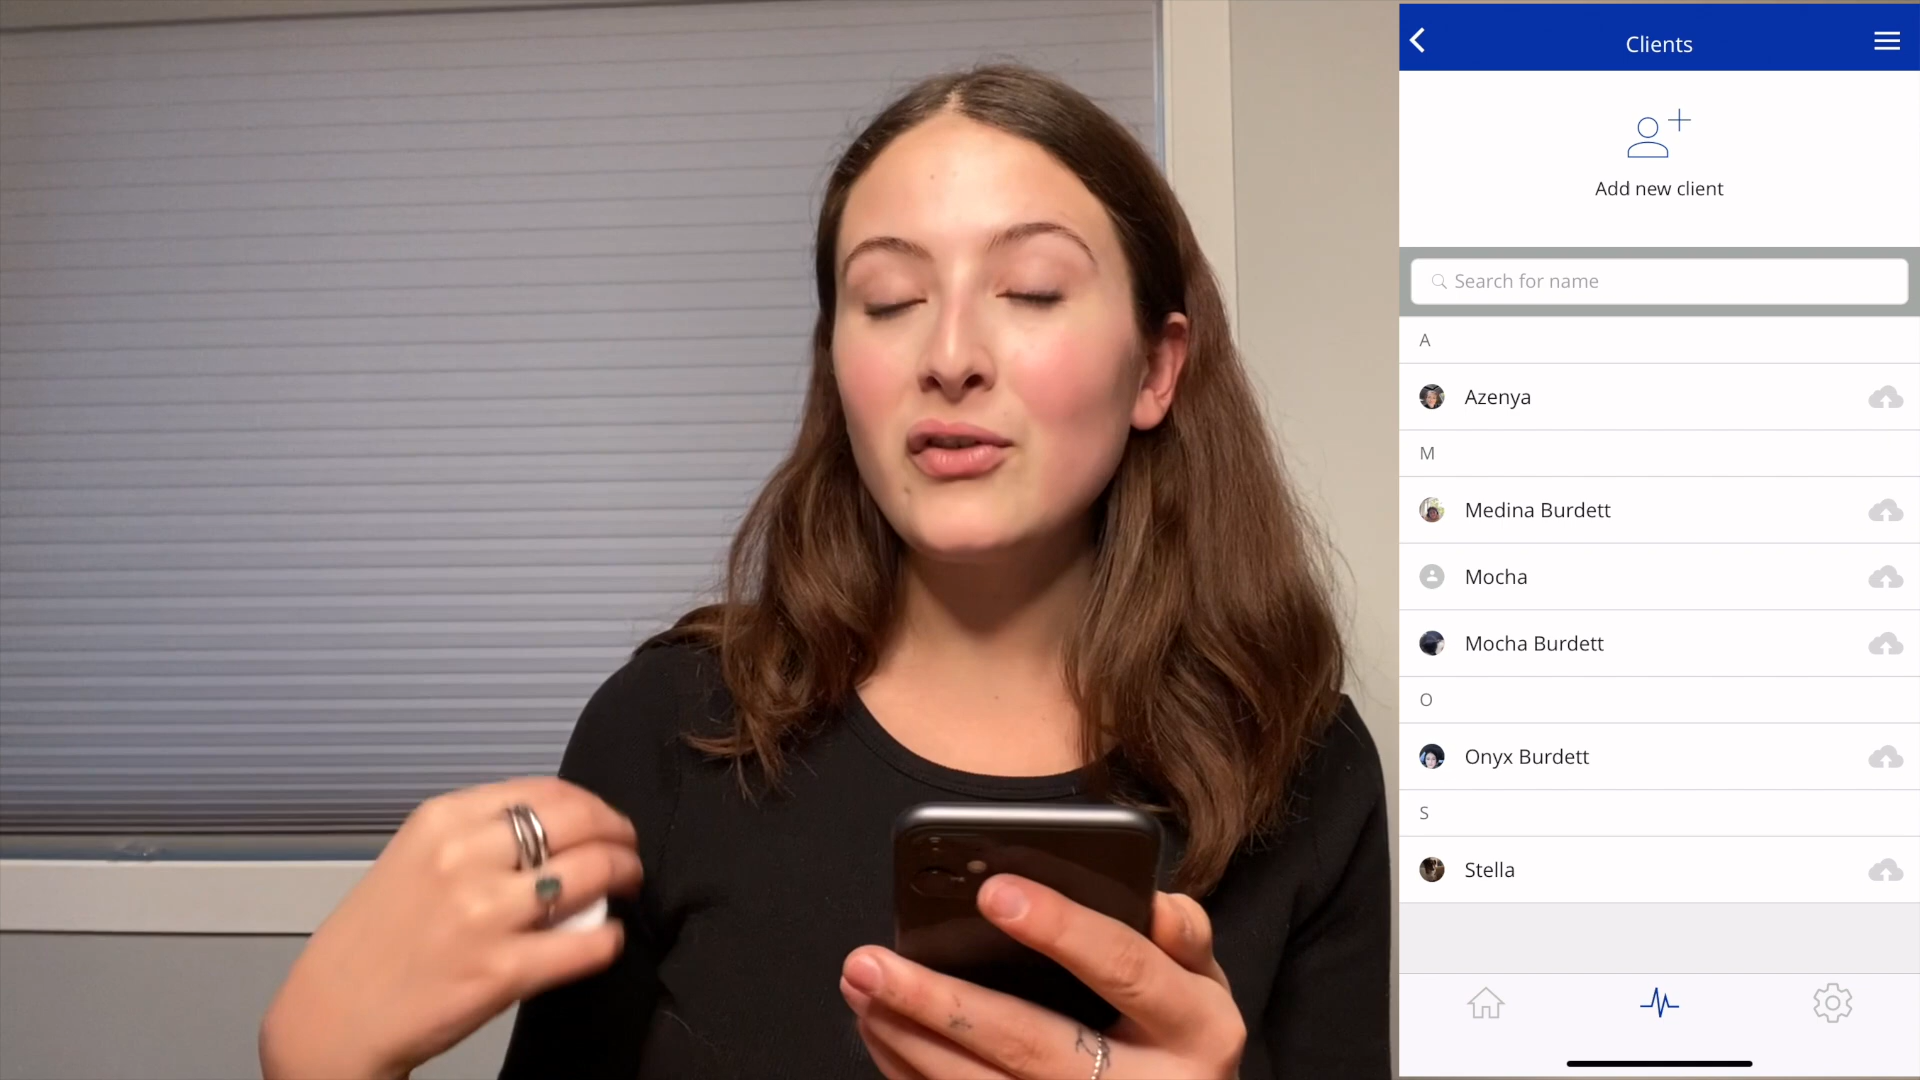 Clients
Add new client
Search for name
A
Azenya
M
Medina Burdett
Mocha
Mocha Burdett
O
Onyx Burdett
S
Stella